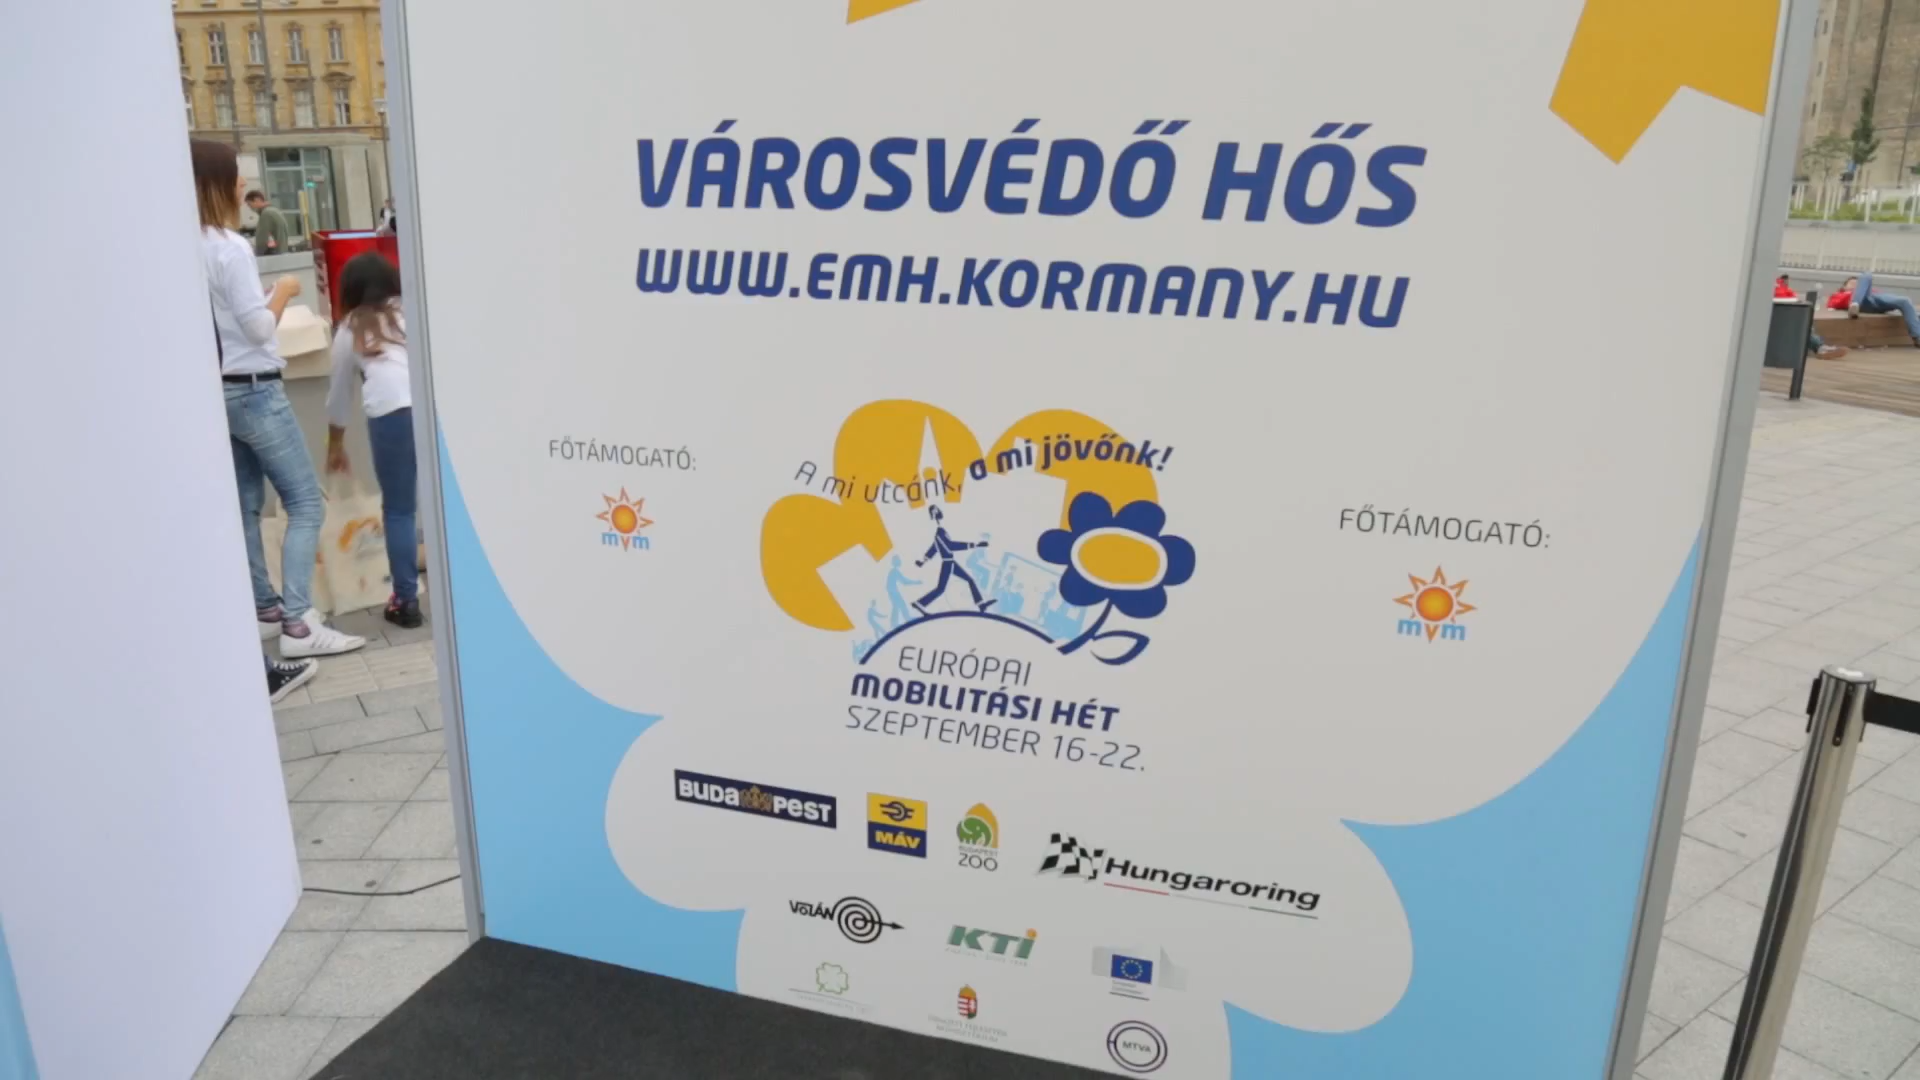 VÁROSVÉDŐ HŐS
WWW.EMH.KORMANY.HU
FŐTÁMOGATÓ:
mvm
A mi utcánk, a mi jövőnk!
EURÓPAI
MOBILITÁSI HÉT
SZEPTEMBER 16-22.
FŐTÁMOGATÓ:
mvm
BUDAPEST
MÁV
BUDAPEST
ZOO
Hungaroring
VOLÁN
KTI
MTVA